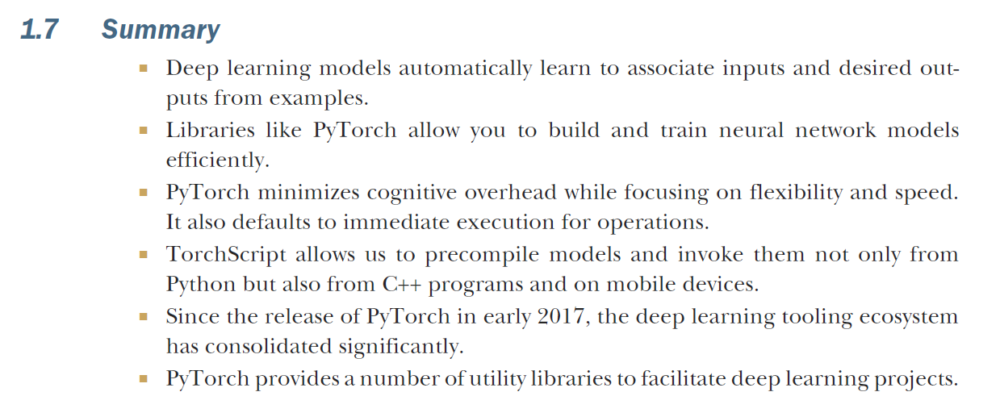 1.7 Summary
▪ Deep learning models automatically learn to associate inputs and desired out-
puts from examples.
▪ Libraries like PyTorch allow you to build and train neural network models
efficiently.
▪ PyTorch minimizes cognitive overhead while focusing on flexibility and speed.
It also defaults to immediate execution for operations.
▪ TorchScript allows us to precompile models and invoke them not only from
Python but also from C++ programs and on mobile devices.
▪ Since the release of PyTorch in early 2017, the deep learning tooling ecosystem
has consolidated significantly.
▪ PyTorch provides a number of utility libraries to facilitate deep learning projects.